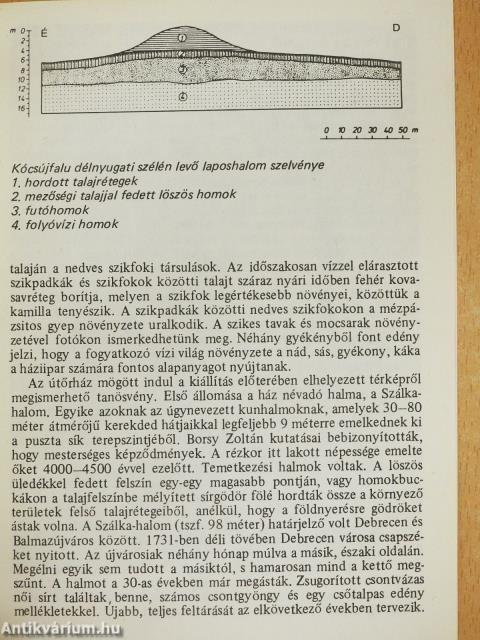 É D
m 0
2
4
6
8
10
12
14
16
1
2
3
4
0 10 20 30 40 50 m
Kócsújfalu délnyugati szélén levő laposhalom szelvénye
1. hordott talajrétegek
2. mezőségi talajjal fedett löszös homok
3. futóhomok
4. folyóvízi homok
talaján a nedves szikfoki társulások. Az időszakosan vízzel elárasztott
szikpadkák és szikfokok közötti talajt száraz nyári időben fehér kova-
savréteg borítja, melyen a szikfok legértékesebb növényei, közöttük a
kamilla tenyészik. A szikpadkák közötti nedves szikfokokon a mézpá-
zsitos gyep növényzete uralkodik. A szikes tavak és mocsarak növény-
zetével fotókon ismerkedhetünk meg. Néhány gyékényből font edény
jelzi, hogy a fogyatkozó vízi világ növényzete a nád, sás, gyékony, káka
a háziipar számára fontos alapanyagot nyújtanak.
Az útőrház mögött indul a kiállítás előterében elhelyezett térképről
megismerhető tanösvény. Első állomása a ház névadó halma, a Szálka-
halom. Egyike azoknak az úgynevezett kunhalmoknak, amelyek 30–80
méter átmérőjű kerekded hátjaikkal legfeljebb 9 méterre emelkednek ki
a puszta sík terepszintjéből. Borsy Zoltán kutatásai bebizonyították,
hogy mesterséges képződmények. A rézkor itt lakott népessége emelte
őket 4000–4500 évvel ezelőtt. Temetkezési halmok voltak. A löszös
üledékkel fedett felszín egy-egy magasabb pontján, vagy homokbuc-
kákon a talajfelszínbe mélyített sírgödör fölé hordták össze a környező
területek felső talajrétegeiből, anélkül, hogy a földnyerésre gödröket
ástak volna. A Szálka-halom (tszf. 98 méter) határjelző volt Debrecen és
Balmazújváros között. 1731-ben déli tövében Debrecen városa csapszé-
ket nyitott. Az újvárosiak néhány hónap múlva a másik, északi oldalán.
Megélni egyik sem tudott a másiktól, s hamarosan mind a kettő meg-
szűnt. A halmot a 30-as években már megásták. Zsugorított csontvázas
női sírt találtak benne, számos csontgyöngy és egy csőtalpas edény
mellékletekkel. Újabb, teljes feltárását az elkövetkező években tervezik.
Antikvárium.hu